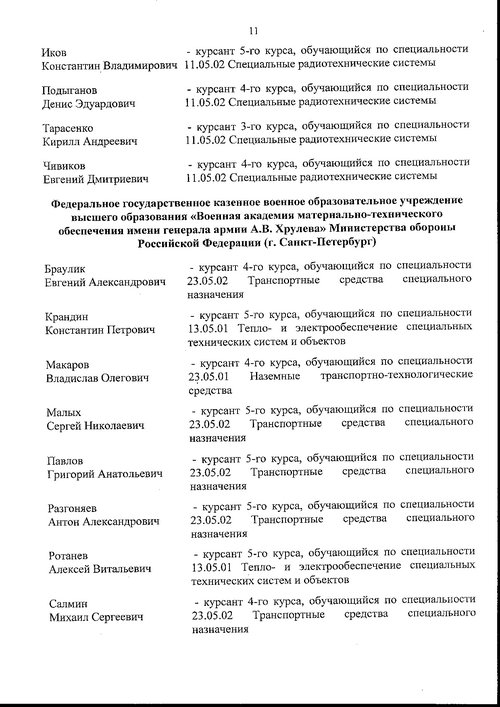 11
Иков - курсант 5-го курса, обучающийся по специальности
Константин Владимирович 11.05.02 Специальные радиотехнические системы
Подыганов - курсант 4-го курса, обучающийся по специальности
Денис Эдуардович 11.05.02 Специальные радиотехнические системы
Тарасенко - курсант 3-го курса, обучающийся по специальности
Кирилл Андреевич 11.05.02 Специальные радиотехнические системы
Чивиков - курсант 4-го курса, обучающийся по специальности
Евгений Дмитриевич 11.05.02 Специальные радиотехнические системы
Федеральное государственное казенное военное образовательное учреждение
высшего образования «Военная академия материально-технического
обеспечения имени генерала армии А.В. Хрулева» Министерства обороны
Российской Федерации (г. Санкт-Петербург)
Браулик - курсант 4-го курса, обучающийся по специальности
Евгений Александрович 23.05.02 Транспортные средства специального
назначения
Крандин - курсант 5-го курса, обучающийся по специальности
Константин Петрович 13.05.01 Тепло- и электрообеспечение специальных
технических систем и объектов
Макаров - курсант 4-го курса, обучающийся по специальности
Владислав Олегович 23.05.01 Наземные транспортно-технологические
средства
Малых - курсант 5-го курса, обучающийся по специальности
Сергей Николаевич 23.05.02 Транспортные средства специального
назначения
Павлов - курсант 5-го курса, обучающийся по специальности
Григорий Анатольевич 23.05.02 Транспортные средства специального
назначения
Разгоняев - курсант 5-го курса, обучающийся по специальности
Антон Александрович 23.05.02 Транспортные средства специального
назначения
Ротанев - курсант 5-го курса, обучающийся по специальности
Алексей Витальевич 13.05.01 Тепло- и электрообеспечение специальных
технических систем и объектов
Салмин - курсант 4-го курса, обучающийся по специальности
Михаил Сергеевич 23.05.02 Транспортные средства специального
назначения